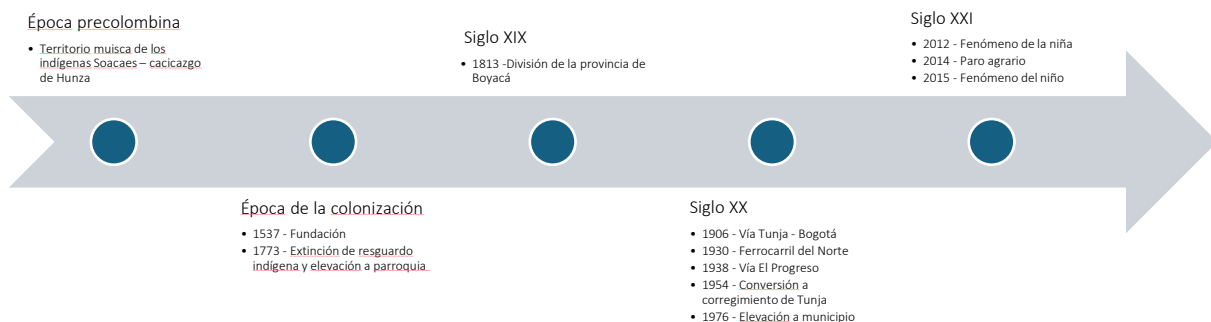 Época precolombina
• Territorio muisca de los
indígenas Soacaes – cacicazgo
de Hunza
Época de la colonización
• 1537 - Fundación
• 1773 - Extinción de resguardo
indígena y elevación a parroquia
Siglo XIX
• 1813 -División de la provincia de
Boyacá
Siglo XX
• 1906 - Vía Tunja - Bogotá
• 1930 - Ferrocarril del Norte
• 1938 - Vía El Progreso
• 1954 - Conversión a
corregimiento de Tunja
• 1976 - Elevación a municipio
Siglo XXI
• 2012 - Fenómeno de la niña
• 2014 - Paro agrario
• 2015 - Fenómeno del niño